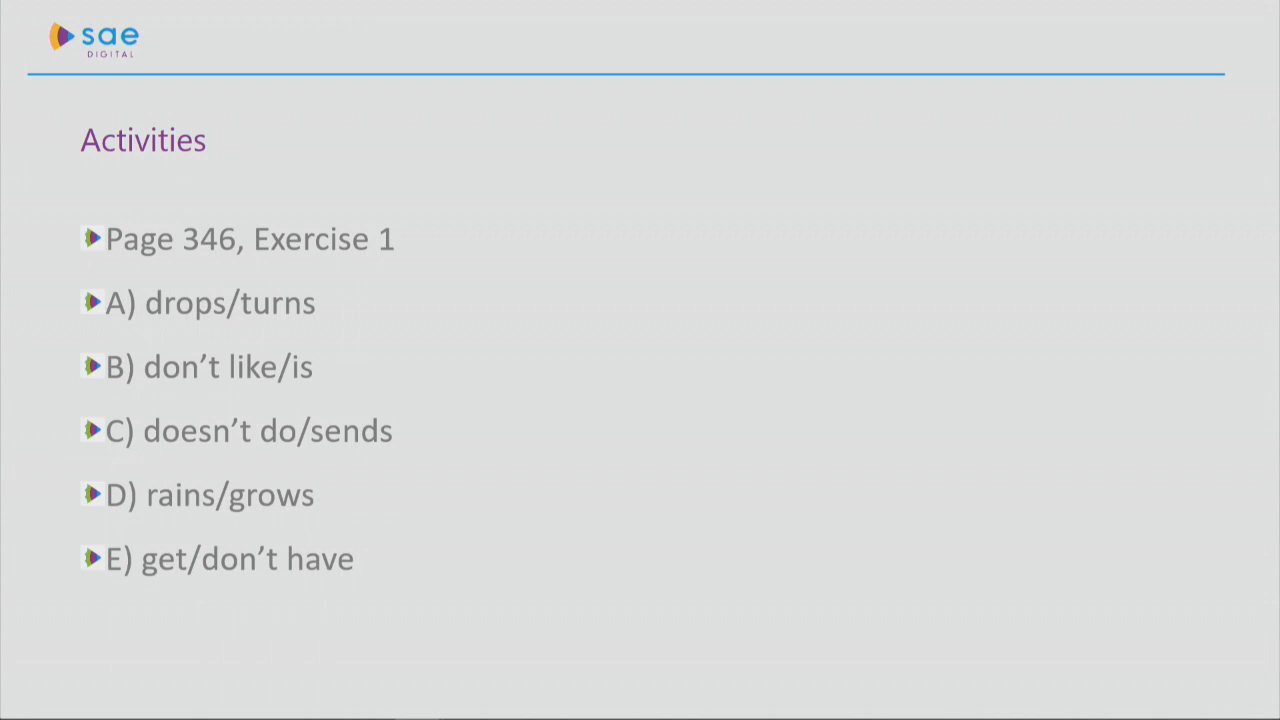 sae
DIGITAL
Activities
Page 346, Exercise 1
A) drops/turns
B) don’t like/is
C) doesn’t do/sends
D) rains/grows
E) get/don’t have